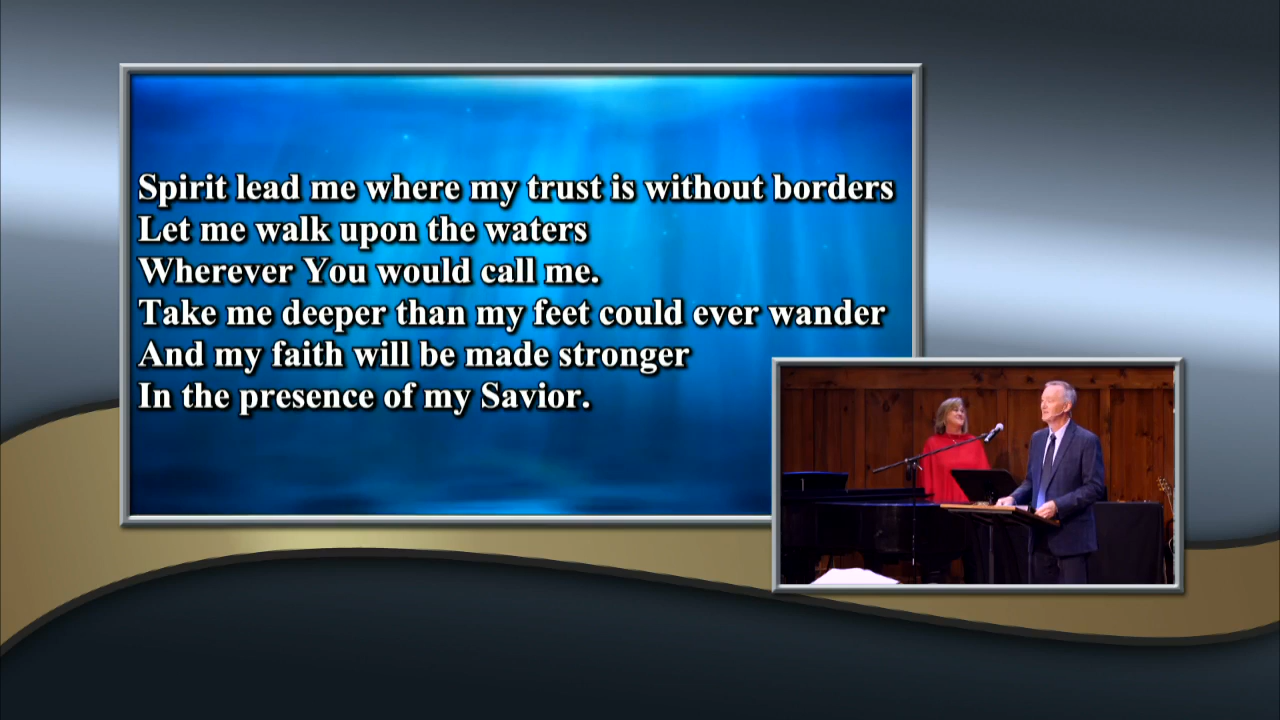 Spirit lead me where my trust is without borders
Let me walk upon the waters
Wherever You would call me.
Take me deeper than my feet could ever wander
And my faith will be made stronger
In the presence of my Savior.